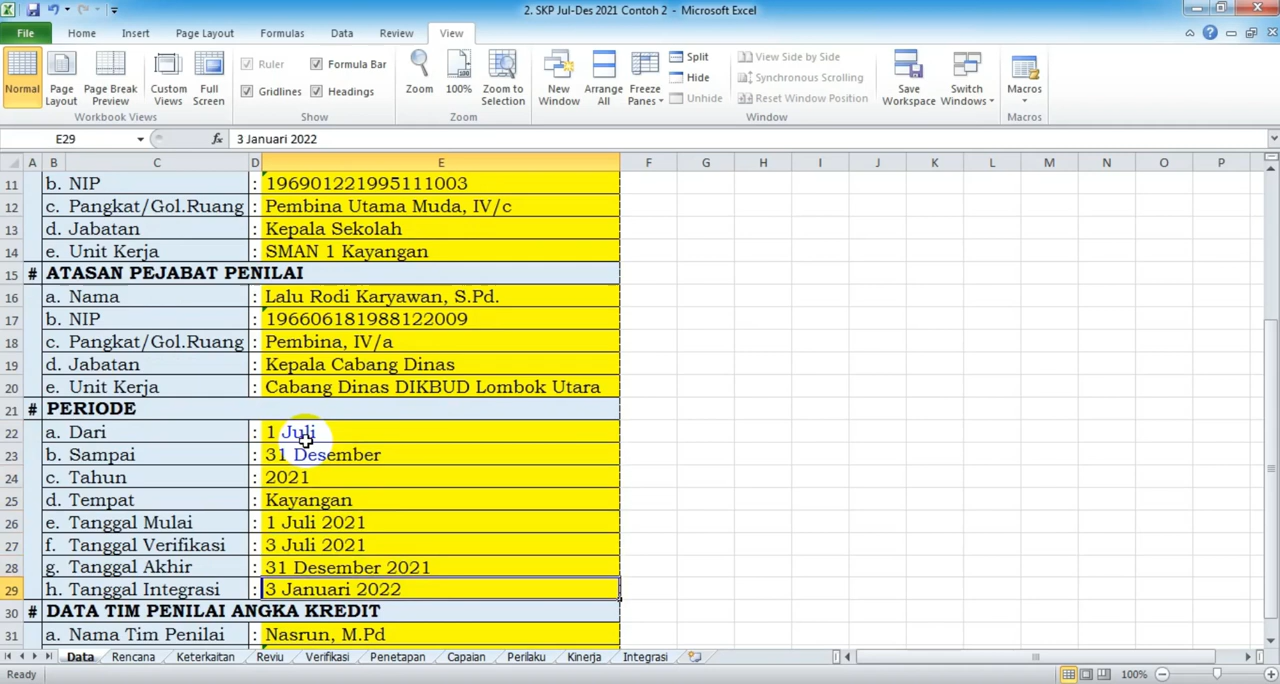 2. SKP Jul-Des 2021 Contoh 2 - Microsoft Excel
File Home Insert Page Layout Formulas Data Review View
Normal Page Layout Page Break Preview Custom Views Full Screen
Ruler Formula Bar
Gridlines Headings
Zoom 100% Zoom to Selection
New Window Arrange All Freeze Panes
Split
Hide
Unhide
View Side by Side
Synchronous Scrolling
Reset Window Position
Save Workspace Switch Windows Macros
Workbook Views Show Zoom Window Macros
E29 fx 3 Januari 2022
A B C D E F G H I J K L M N O P
11 b. NIP : 196901221995111003
12 c. Pangkat/Gol.Ruang : Pembina Utama Muda, IV/c
13 d. Jabatan : Kepala Sekolah
14 e. Unit Kerja : SMAN 1 Kayangan
15 # ATASAN PEJABAT PENILAI
16 a. Nama : Lalu Rodi Karyawan, S.Pd.
17 b. NIP : 196606181988122009
18 c. Pangkat/Gol.Ruang : Pembina, IV/a
19 d. Jabatan : Kepala Cabang Dinas
20 e. Unit Kerja : Cabang Dinas DIKBUD Lombok Utara
21 # PERIODE
22 a. Dari : 1 Juli
23 b. Sampai : 31 Desember
24 c. Tahun : 2021
25 d. Tempat : Kayangan
26 e. Tanggal Mulai : 1 Juli 2021
27 f. Tanggal Verifikasi : 3 Juli 2021
28 g. Tanggal Akhir : 31 Desember 2021
29 h. Tanggal Integrasi : 3 Januari 2022
30 # DATA TIM PENILAI ANGKA KREDIT
31 a. Nama Tim Penilai : Nasrun, M.Pd
Data Rencana Keterkaitan Reviu Verifikasi Penetapan Capaian Perilaku Kinerja Integrasi
Ready 100%